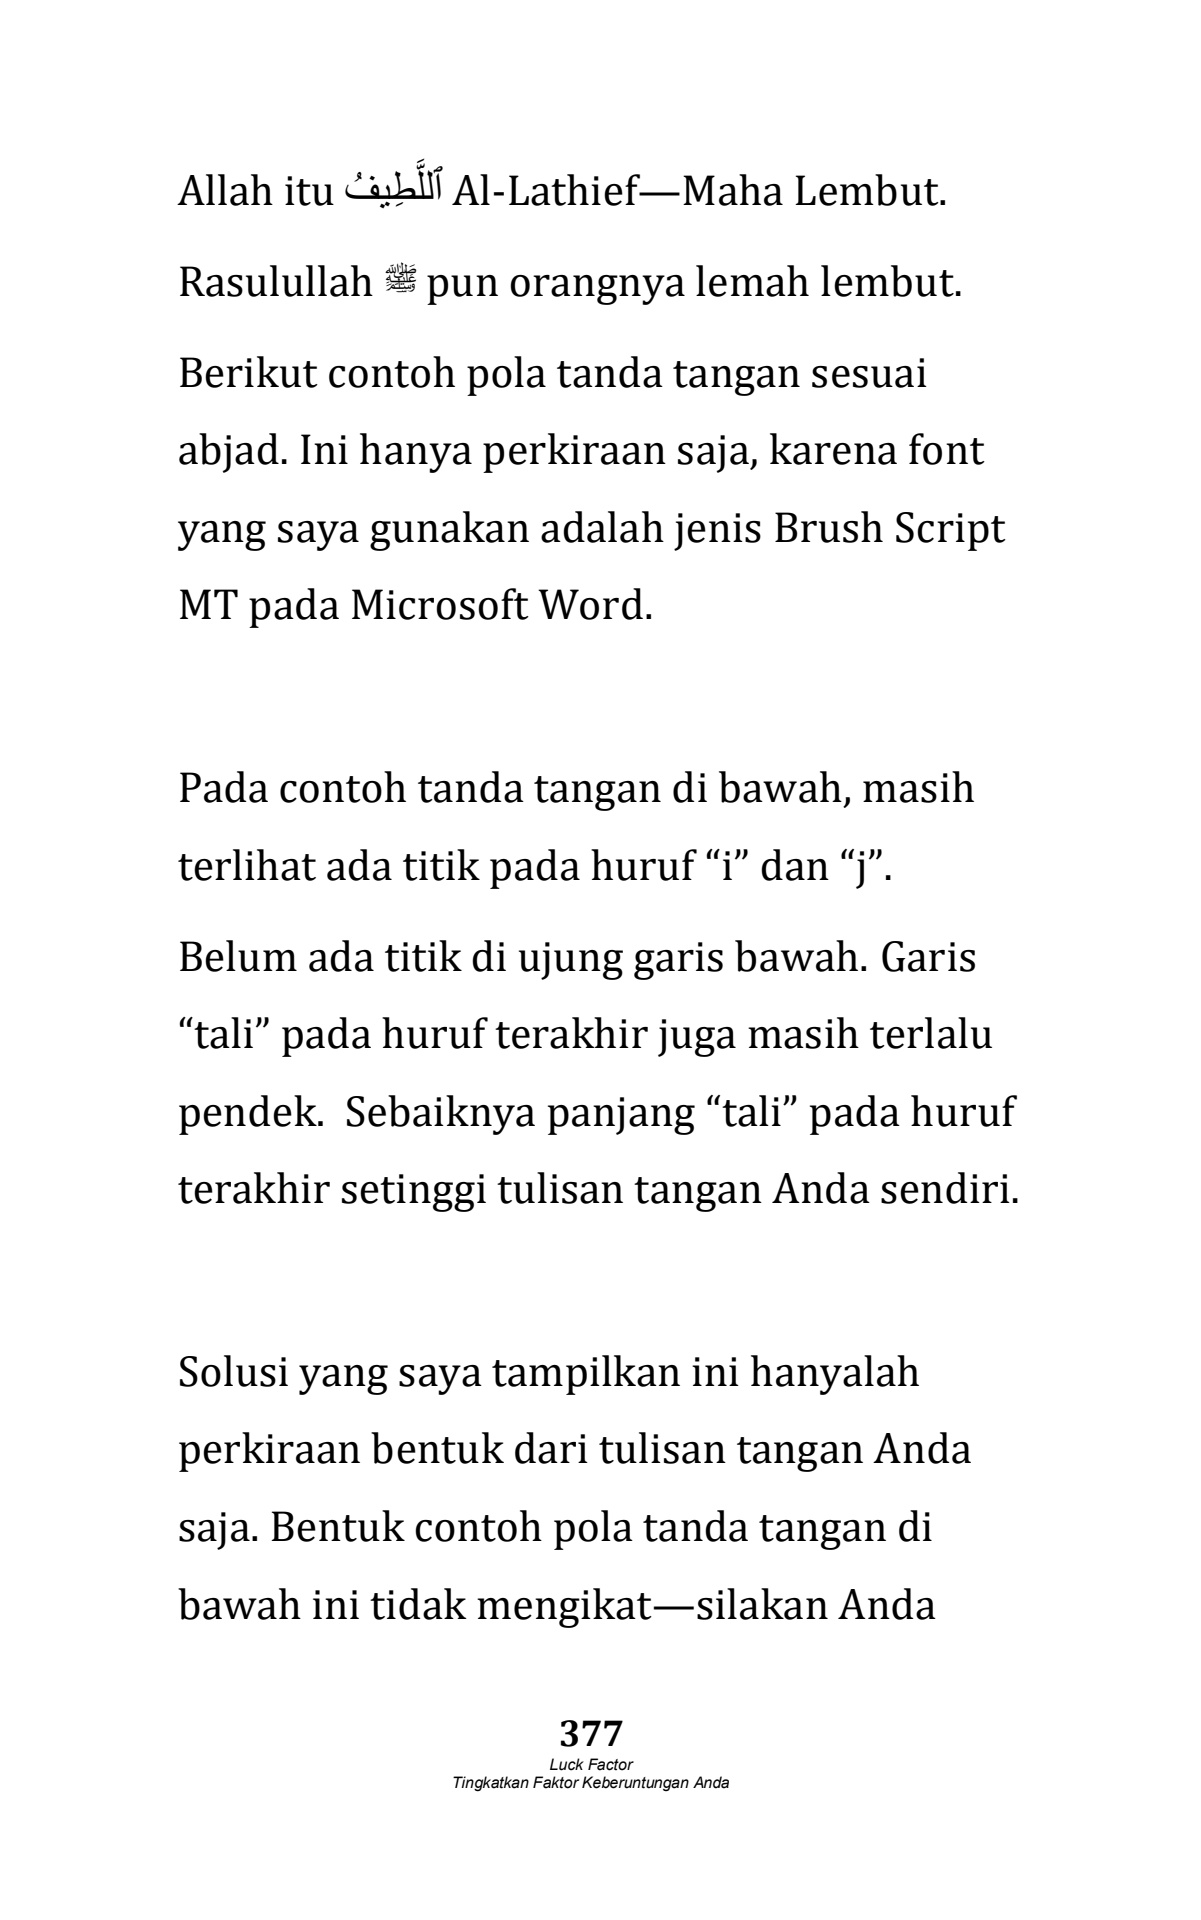 Allah itu ٱللَّطِيفُ Al-Lathief—Maha Lembut.
Rasulullah ﷺ pun orangnya lemah lembut.
Berikut contoh pola tanda tangan sesuai
abjad. Ini hanya perkiraan saja, karena font
yang saya gunakan adalah jenis Brush Script
MT pada Microsoft Word.
Pada contoh tanda tangan di bawah, masih
terlihat ada titik pada huruf “i” dan “j”.
Belum ada titik di ujung garis bawah. Garis
“tali” pada huruf terakhir juga masih terlalu
pendek.  Sebaiknya panjang “tali” pada huruf
terakhir setinggi tulisan tangan Anda sendiri.
Solusi yang saya tampilkan ini hanyalah
perkiraan bentuk dari tulisan tangan Anda
saja. Bentuk contoh pola tanda tangan di
bawah ini tidak mengikat—silakan Anda
377
Luck Factor
Tingkatkan Faktor Keberuntungan Anda